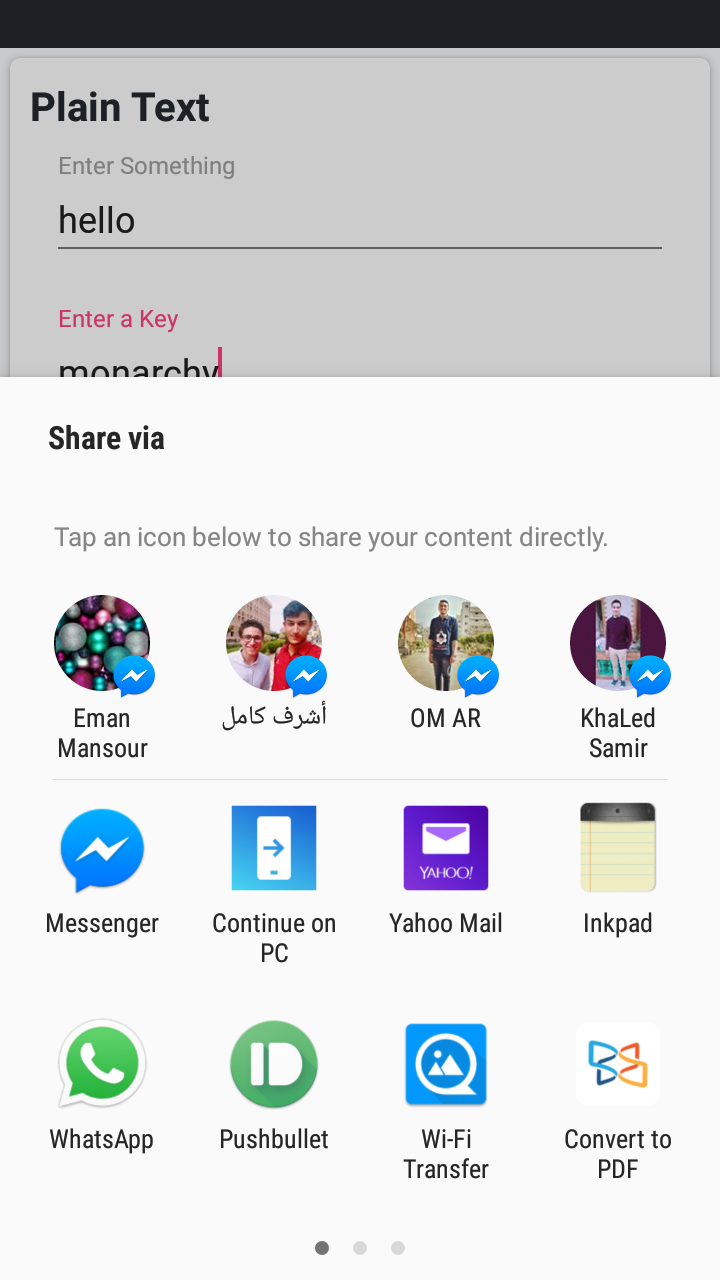 Plain Text
Enter Something
hello
Enter a Key
monarchy
Share via
Tap an icon below to share your content directly.
Eman Mansour
أشرف كامل
OM AR
KhaLed Samir
Messenger
Continue on PC
YAHOO!
Yahoo Mail
Inkpad
WhatsApp
Pushbullet
Wi-Fi Transfer
Convert to PDF